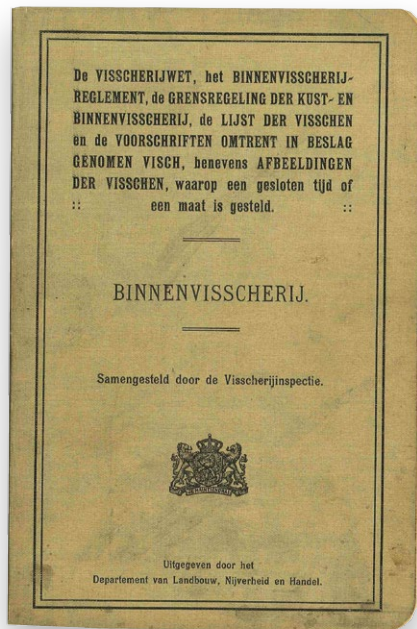 De VISSCHERIJWET, het BINNENVISSCHERIJ-
REGLEMENT, de GRENSREGELING DER KUST- EN
BINNENVISSCHERIJ, de LIJST DER VISSCHEN
en de VOORSCHRIFTEN OMTRENT IN BESLAG
GENOMEN VISCH, benevens AFBEELDINGEN
DER VISSCHEN, waarop een gesloten tijd of
:: een maat is gesteld. ::
BINNENVISSCHERIJ.
Samengesteld door de Visscherijinspectie.
Uitgegeven door het
Departement van Landbouw, Nijverheid en Handel.